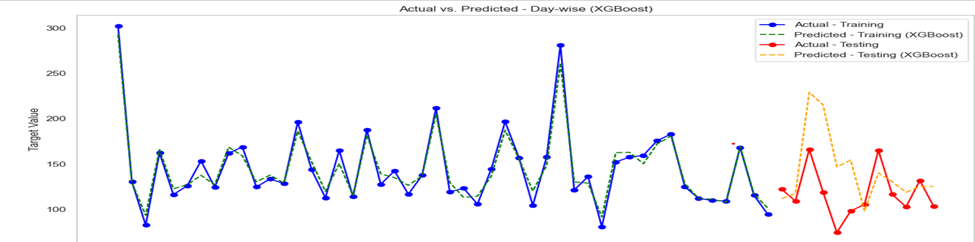 Actual vs. Predicted - Day-wise (XGBoost)
Actual - Training
Predicted - Training (XGBoost)
Actual - Testing
Predicted - Testing (XGBoost)
Target Value
300
250
200
150
100